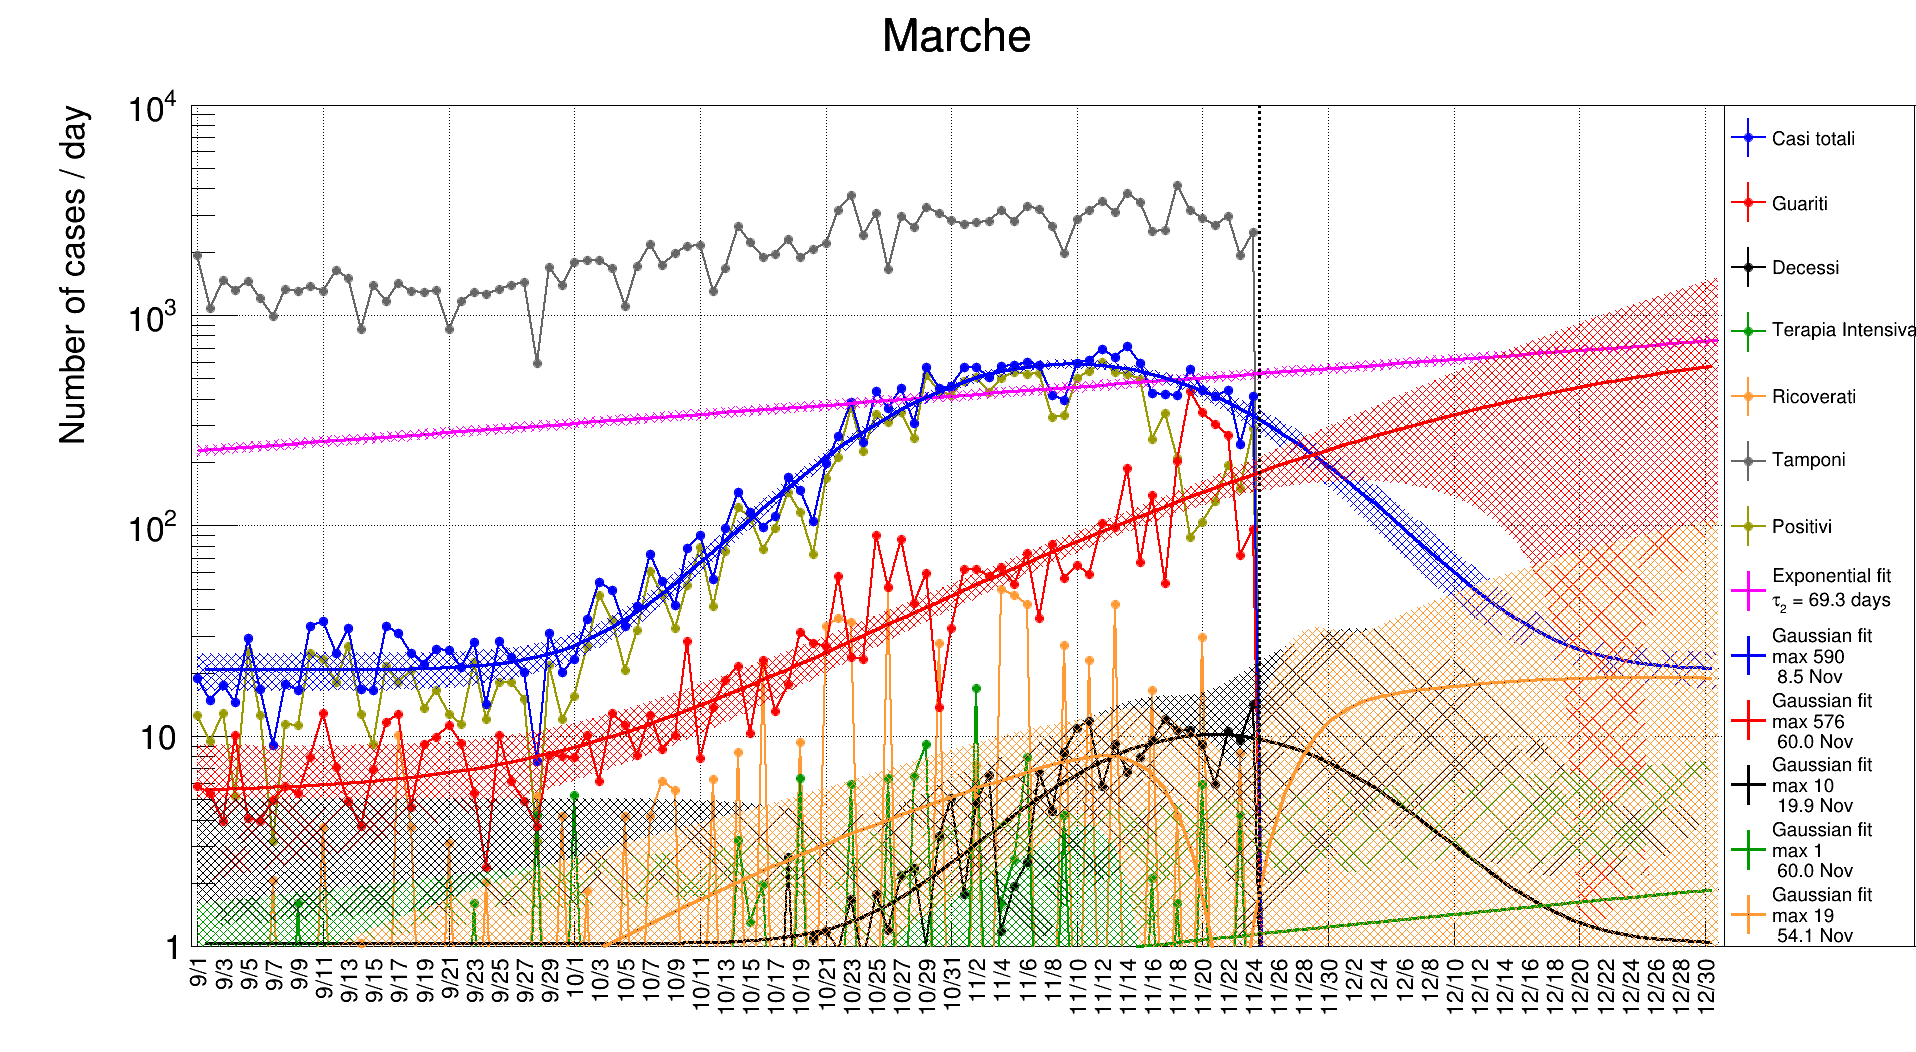 Marche
Number of cases / day
10^4
10^3
10^2
10
1
9/1
9/3
9/5
9/7
9/9
9/11
9/13
9/15
9/17
9/19
9/21
9/23
9/25
9/27
9/29
10/1
10/3
10/5
10/7
10/9
10/11
10/13
10/15
10/17
10/19
10/21
10/23
10/25
10/27
10/29
10/31
11/2
11/4
11/6
11/8
11/10
11/12
11/14
11/16
11/18
11/20
11/22
11/24
11/26
11/28
11/30
12/2
12/4
12/6
12/8
12/10
12/12
12/14
12/16
12/18
12/20
12/22
12/24
12/26
12/28
12/30
Casi totali
Guariti
Decessi
Terapia Intensiva
Ricoverati
Tamponi
Positivi
Exponential fit
τ2 = 69.3 days
Gaussian fit
max 590
8.5 Nov
Gaussian fit
max 576
60.0 Nov
Gaussian fit
max 10
19.9 Nov
Gaussian fit
max 1
60.0 Nov
Gaussian fit
max 19
54.1 Nov